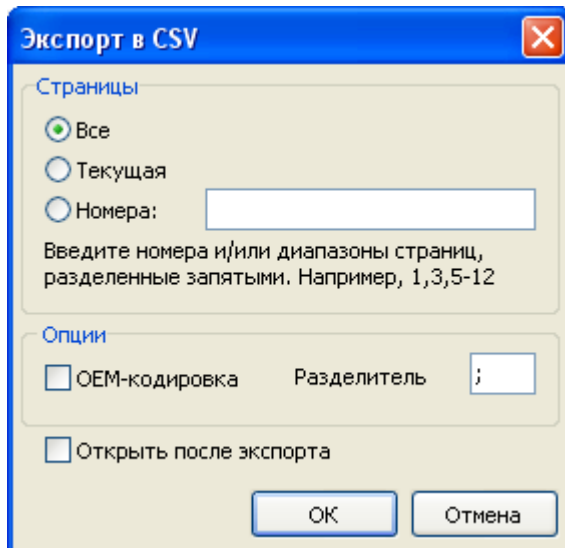 Экспорт в CSV
Страницы
Все
Текущая
Номера:
Введите номера и/или диапазоны страниц,
разделенные запятыми. Например, 1,3,5-12
Опции
OEM-кодировка Разделитель ;
Открыть после экспорта
ОК Отмена